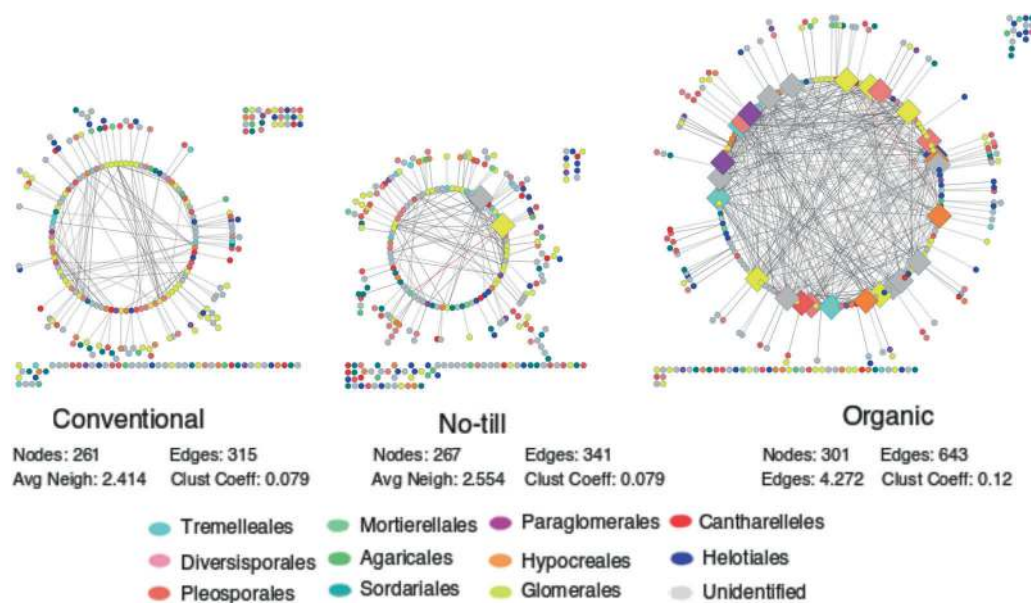 Conventional
Nodes: 261 Edges: 315
Avg Neigh: 2.414 Clust Coeff: 0.079
No-till
Nodes: 267 Edges: 341
Avg Neigh: 2.554 Clust Coeff: 0.079
Organic
Nodes: 301 Edges: 643
Edges: 4.272 Clust Coeff: 0.12
Tremelleales
Mortierellales
Paraglomerales
Cantharelleles
Diversisporales
Agaricales
Hypocreales
Helotiales
Pleosporales
Sordariales
Glomerales
Unidentified